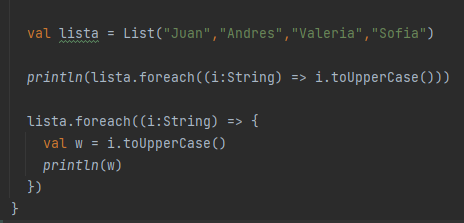 val lista = List("Juan","Andres","Valeria","Sofia")
println(lista.foreach((i:String) => i.toUpperCase()))
lista.foreach((i:String) => {
val w = i.toUpperCase()
println(w)
})
}